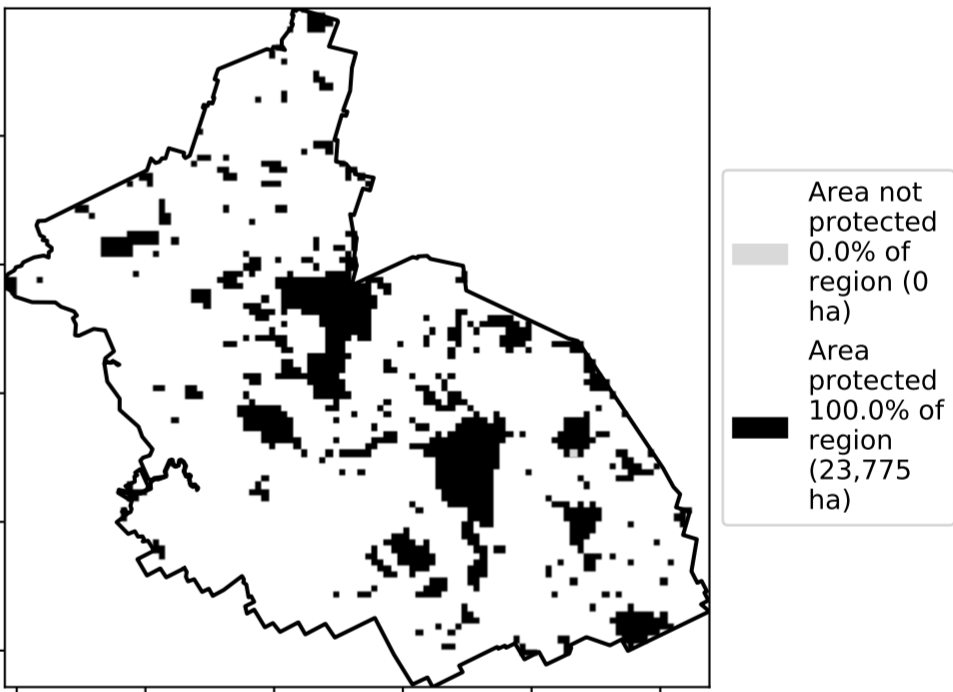 Area not
protected
0.0% of
region (0
ha)
Area
protected
100.0% of
region
(23,775
ha)